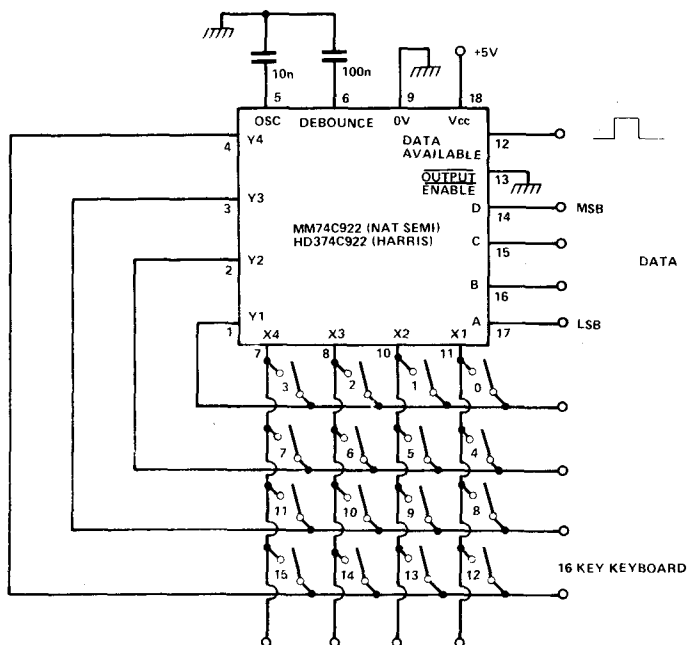 10n
100n
+5V
5
6
9
18
OSC
DEBOUNCE
0V
Vcc
4
Y4
DATA
AVAILABLE
12
OUTPUT
ENABLE
13
3
Y3
D
14
MSB
MM74C922 (NAT SEMI)
HD374C922 (HARRIS)
C
15
2
Y2
DATA
B
16
1
Y1
A
17
LSB
X4
X3
X2
X1
7
8
10
11
3
2
1
0
7
6
5
4
11
10
9
8
15
14
13
12
16 KEY KEYBOARD